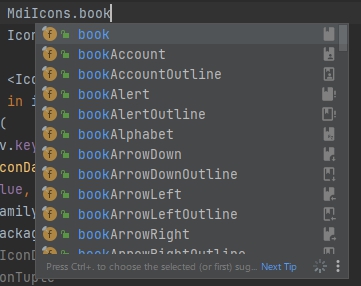 MdiIcons.book
Icon
book
<Ico
bookAccount
bookAccountOutline
in i
bookAlert
(
bookAlertOutline
v.key
bookAlphabet
conDa
bookArrowDown
lue,
bookArrowDownOutline
bookArrowLeft
amily
bookArrowLeftOutline
ackag
bookArrowRight
IconD
bookArrowRightOutline
Press Ctrl+. to choose the selected (or first) sug... Next Tip
onTuple